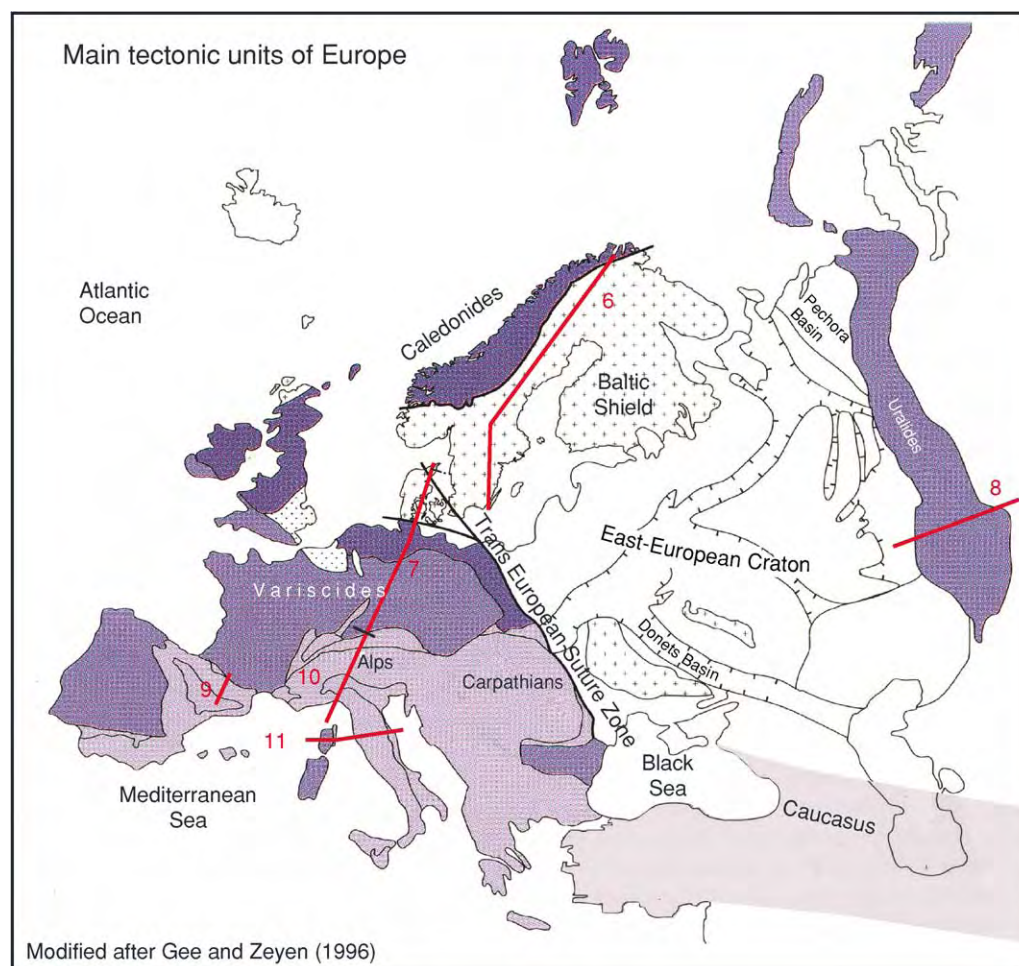 Main tectonic units of Europe
Atlantic
Ocean
Caledonides
6
Pechora
Basin
Baltic
Shield
Uralides
8
7
Trans European Suture Zone
East-European Craton
Variscides
Donets Basin
10
Alps
9
Carpathians
11
Black
Sea
Mediterranean
Sea
Caucasus
Modified after Gee and Zeyen (1996)